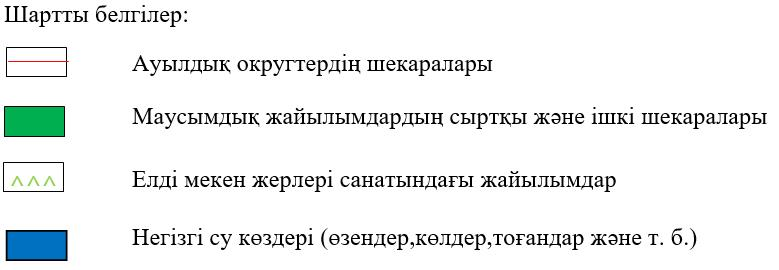 Шартты белгілер:
Ауылдық округтердің шекаралары
Маусымдық жайылымдардың сыртқы және ішкі шекаралары
Елді мекен жерлері санатындағы жайылымдар
Негізгі су көздері (өзендер,көлдер,тоғандар және т. б.)